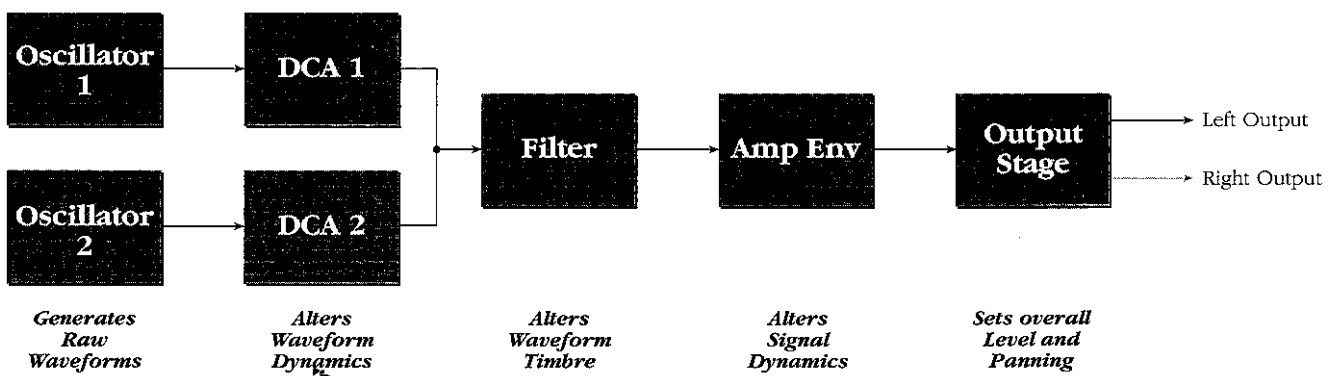 Oscillator
1
DCA 1
Filter
Amp Env
Output
Stage
Left Output
Right Output
Oscillator
2
DCA 2
Generates
Raw
Waveforms
Alters
Waveform
Dynamics
Alters
Waveform
Timbre
Alters
Signal
Dynamics
Sets overall
Level and
Panning